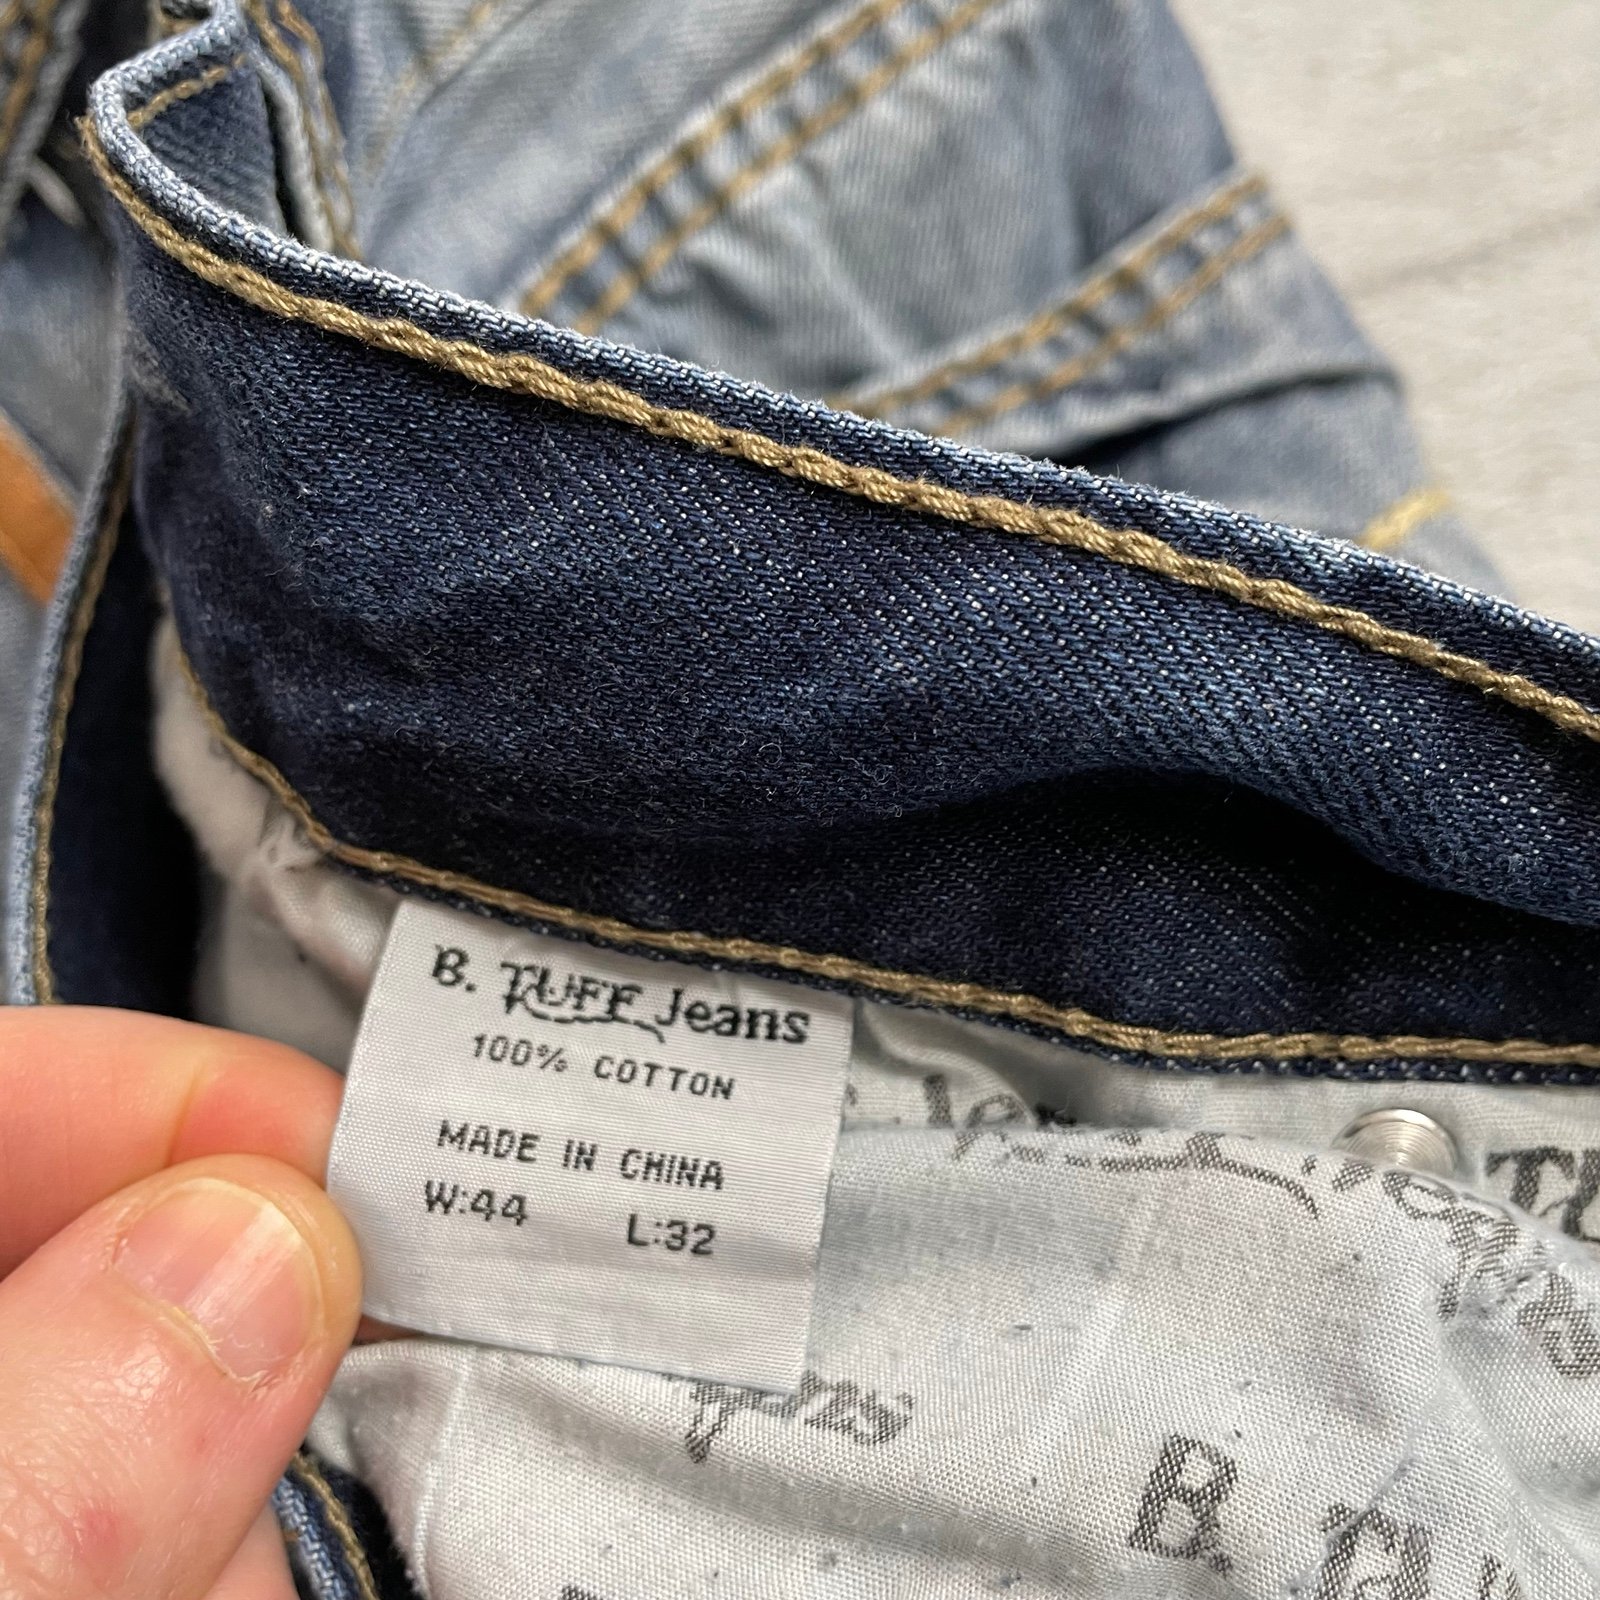 B. TUFF Jeans
100% COTTON
MADE IN CHINA
W:44 L:32
B.